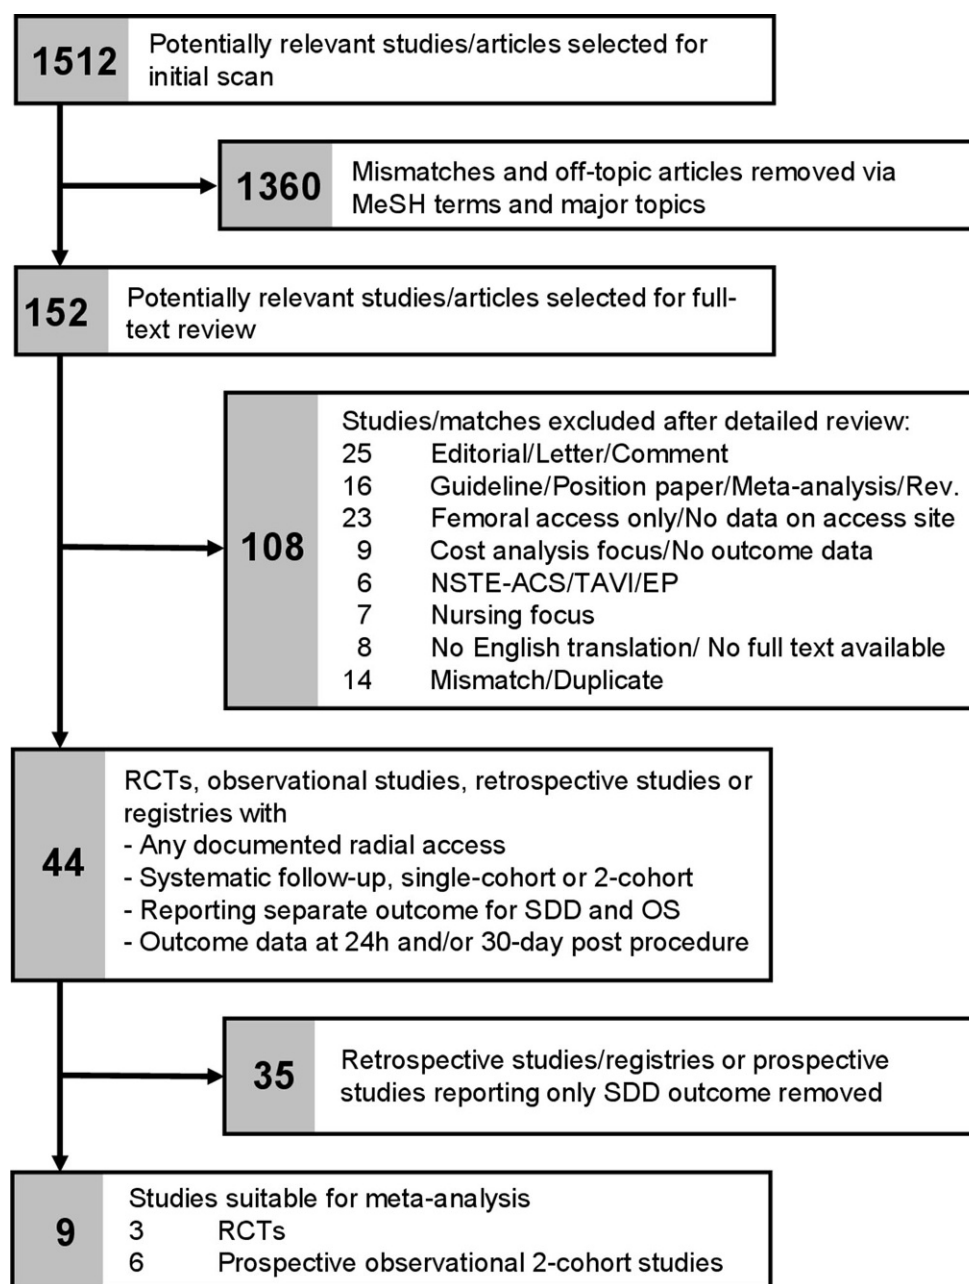 1512
Potentially relevant studies/articles selected for
initial scan
1360
Mismatches and off-topic articles removed via
MeSH terms and major topics
152
Potentially relevant studies/articles selected for full-
text review
108
Studies/matches excluded after detailed review:
25 Editorial/Letter/Comment
16 Guideline/Position paper/Meta-analysis/Rev.
23 Femoral access only/No data on access site
9 Cost analysis focus/No outcome data
6 NSTE-ACS/TAVI/EP
7 Nursing focus
8 No English translation/ No full text available
14 Mismatch/Duplicate
44
RCTs, observational studies, retrospective studies or
registries with
- Any documented radial access
- Systematic follow-up, single-cohort or 2-cohort
- Reporting separate outcome for SDD and OS
- Outcome data at 24h and/or 30-day post procedure
35
Retrospective studies/registries or prospective
studies reporting only SDD outcome removed
9
Studies suitable for meta-analysis
3 RCTs
6 Prospective observational 2-cohort studies